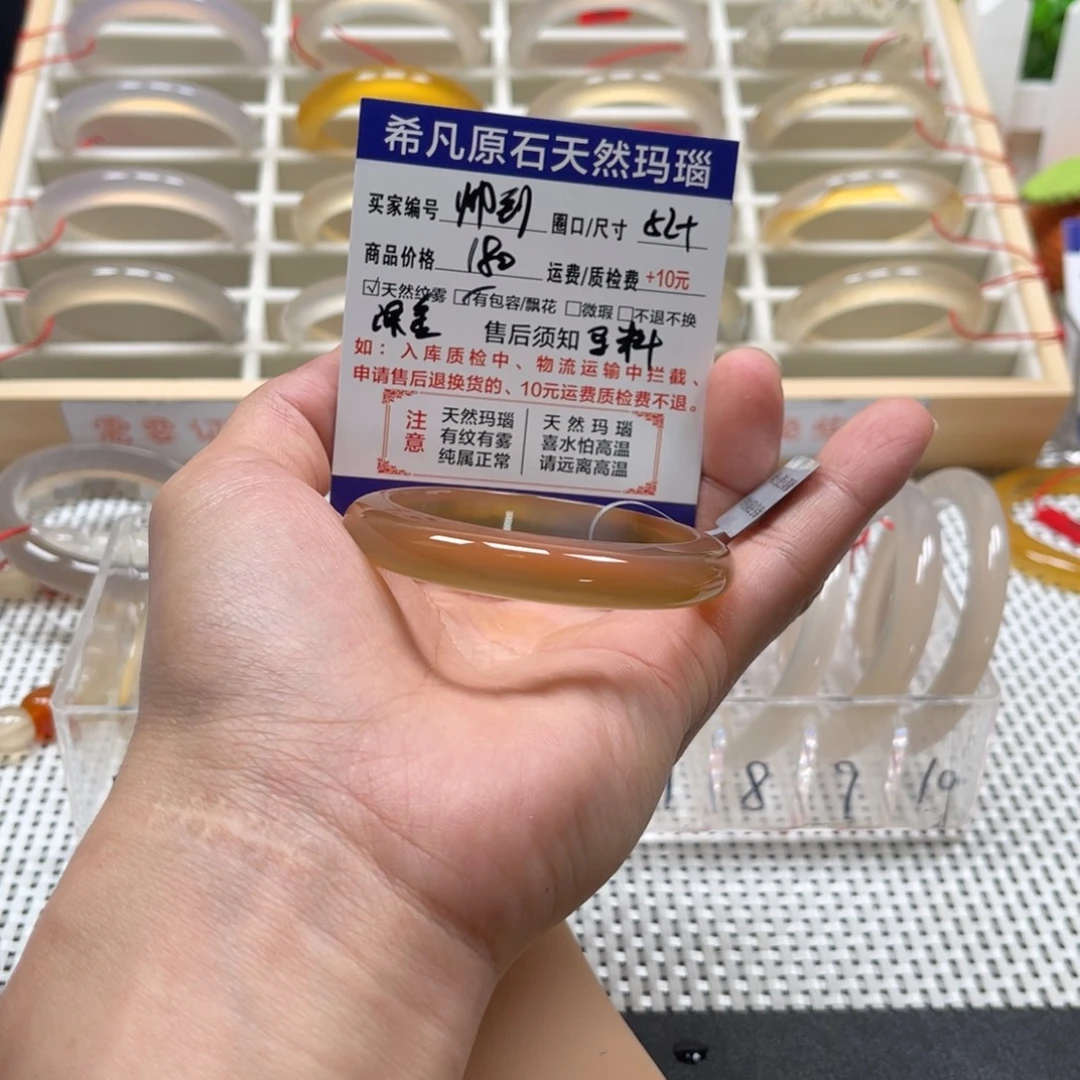 希凡原石天然玛瑙
买家编号 帅到 圈口/尺寸
商品价格 180 运费/质检费 +10元
☑天然纹雾 ☑有包容/飘花 □微瑕 □不退不换
售后须知
如：入库质检中、物流运输中拦截、
申请售后退换货的、10元运费质检费不退。
注意
天然玛瑙
有纹有雾
纯属正常
天然玛瑙
喜水怕高温
请远离高温
8 9 10